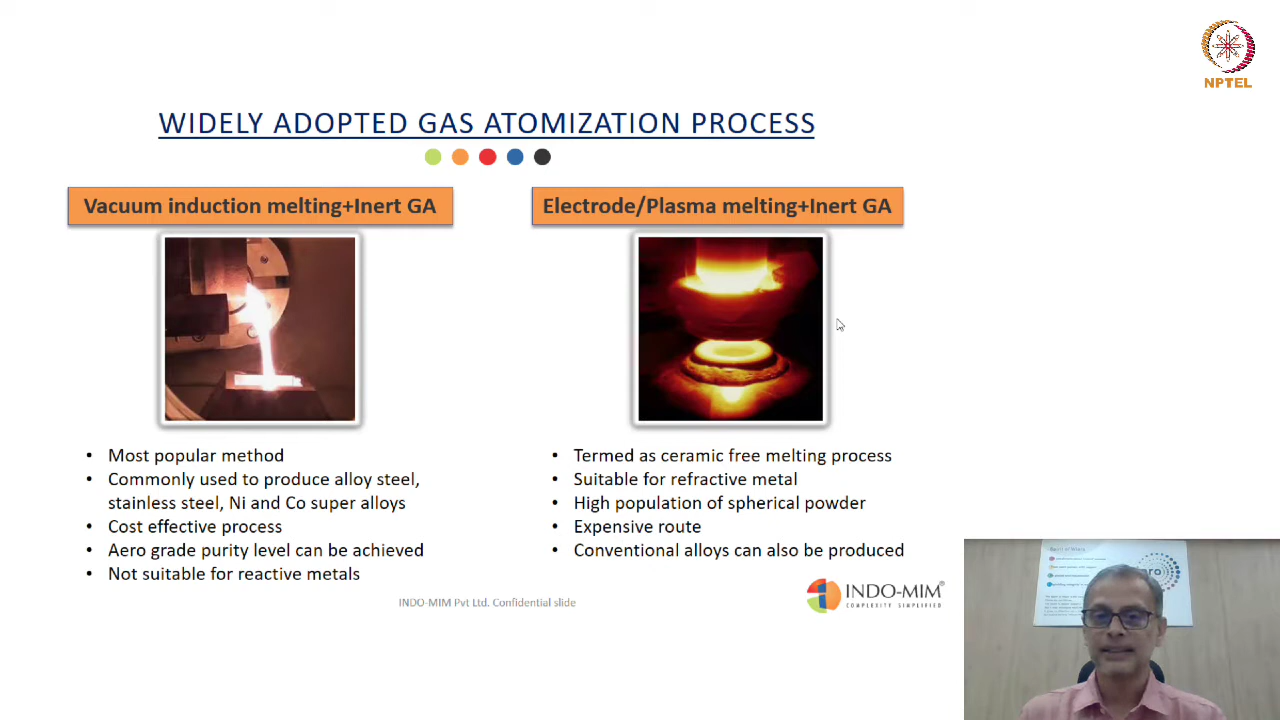 NPTEL
WIDELY ADOPTED GAS ATOMIZATION PROCESS
Vacuum induction melting+Inert GA
• Most popular method
• Commonly used to produce alloy steel,
stainless steel, Ni and Co super alloys
• Cost effective process
• Aero grade purity level can be achieved
• Not suitable for reactive metals
Electrode/Plasma melting+Inert GA
• Termed as ceramic free melting process
• Suitable for refractive metal
• High population of spherical powder
• Expensive route
• Conventional alloys can also be produced
INDO-MIM Pvt Ltd. Confidential slide
INDO-MIM®
COMPLEXITY SIMPLIFIED